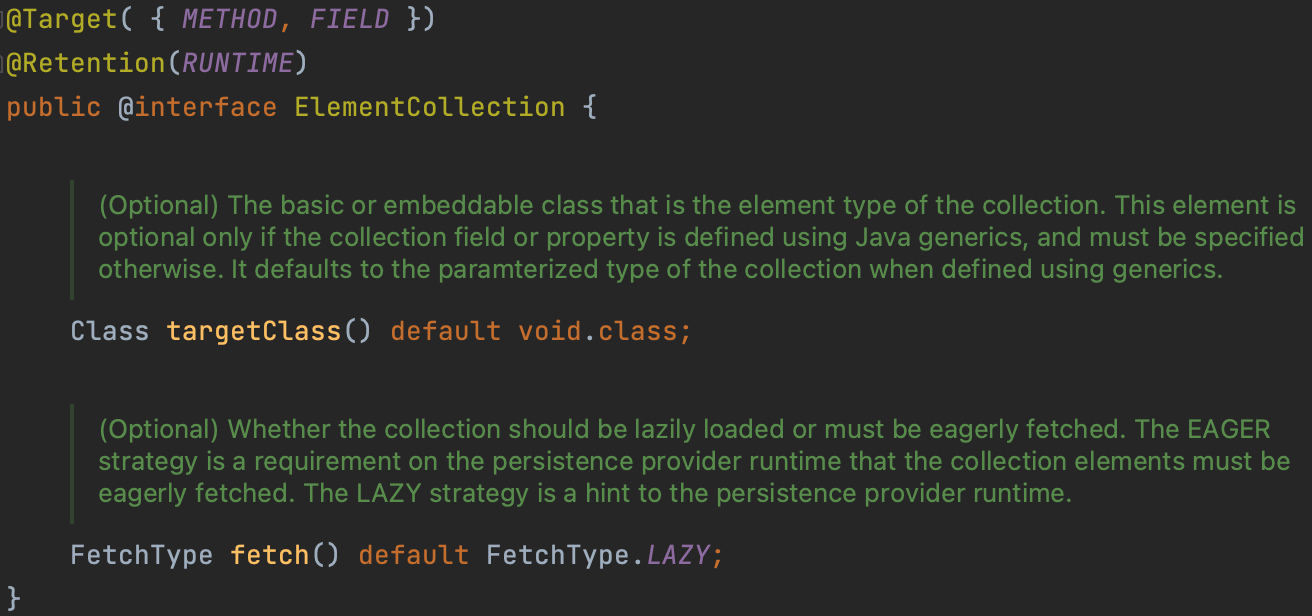 @Target( { METHOD, FIELD })
@Retention(RUNTIME)
public @interface ElementCollection {
(Optional) The basic or embeddable class that is the element type of the collection. This element is
optional only if the collection field or property is defined using Java generics, and must be specified
otherwise. It defaults to the paramterized type of the collection when defined using generics.
Class targetClass() default void.class;
(Optional) Whether the collection should be lazily loaded or must be eagerly fetched. The EAGER
strategy is a requirement on the persistence provider runtime that the collection elements must be
eagerly fetched. The LAZY strategy is a hint to the persistence provider runtime.
FetchType fetch() default FetchType.LAZY;
}